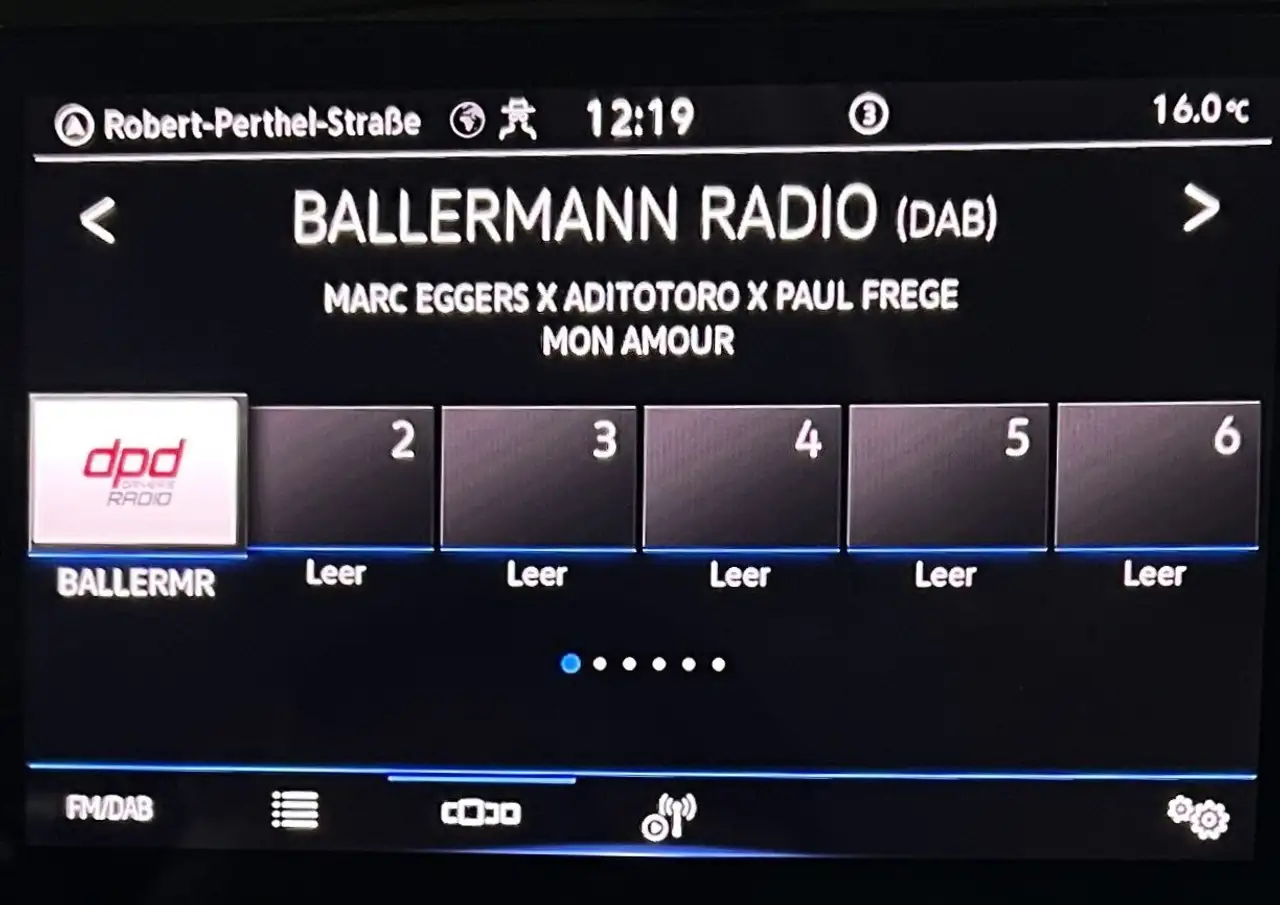 Robert-Perthel-Straße 12:19 3 16.0°C
< BALLERMANN RADIO (DAB) >
MARC EGGERS X ADITOTORO X PAUL FREGE
MON AMOUR
dpd
DRIVER'S
RADIO
2 3 4 5 6
BALLERMR Leer Leer Leer Leer Leer
FM/DAB